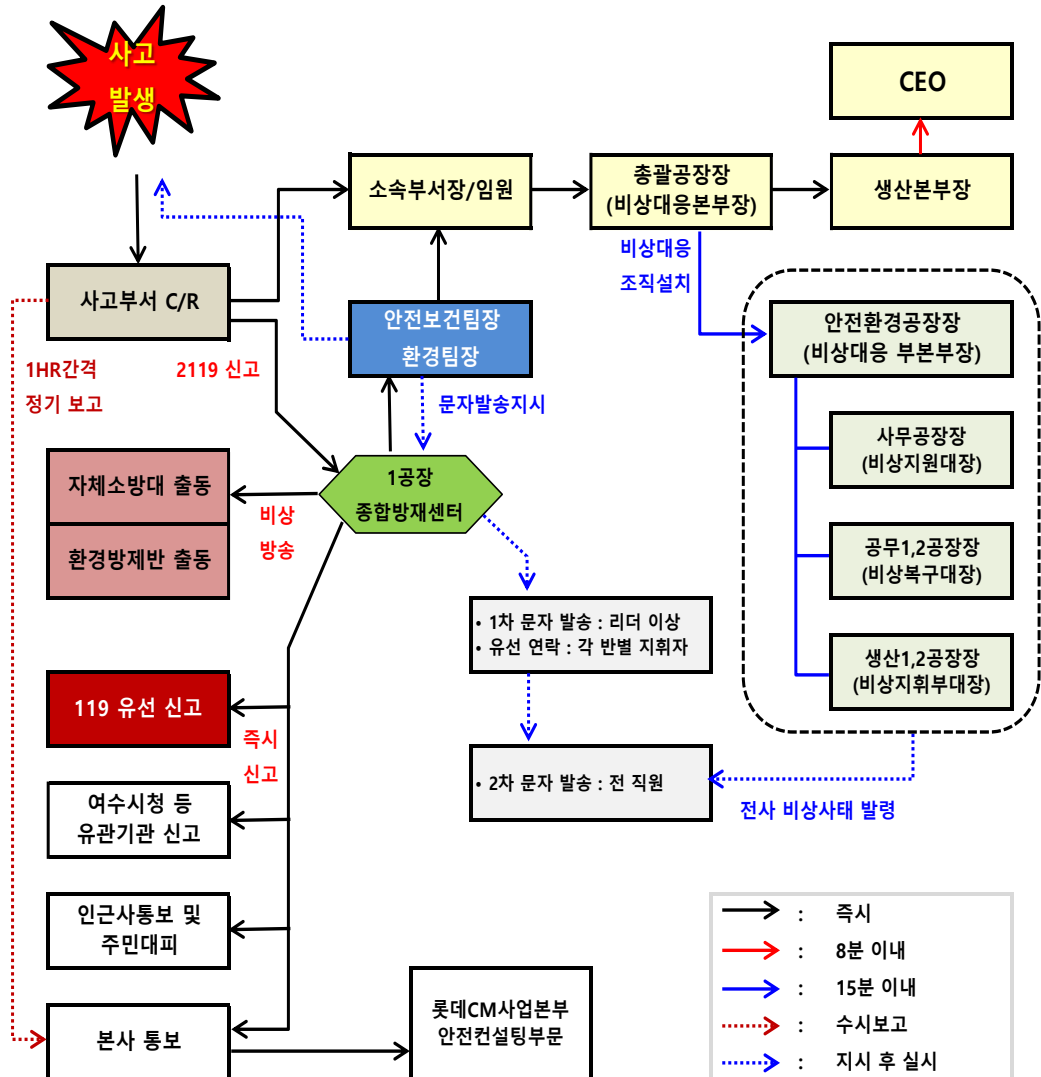 사고
발생
CEO
소속부서장/임원
총괄공장장
(비상대응본부장)
생산본부장
비상대응
조직설치
사고부서 C/R
안전보건팀장
환경팀장
안전환경공장장
(비상대응 부본부장)
1HR간격
정기 보고
2119 신고
문자발송지시
사무공장장
(비상지원대장)
자체소방대 출동
환경방제반 출동
비상
방송
1공장
종합방재센터
공무1,2공장장
(비상복구대장)
• 1차 문자 발송 : 리더 이상
• 유선 연락 : 각 반별 지휘자
생산1,2공장장
(비상지휘부대장)
119 유선 신고
즉시
신고
• 2차 문자 발송 : 전 직원
전사 비상사태 발령
여수시청 등
유관기관 신고
인근사통보 및
주민대피
본사 통보
롯데CM사업본부
안전컨설팅부문
: 즉시
: 8분 이내
: 15분 이내
: 수시보고
: 지시 후 실시